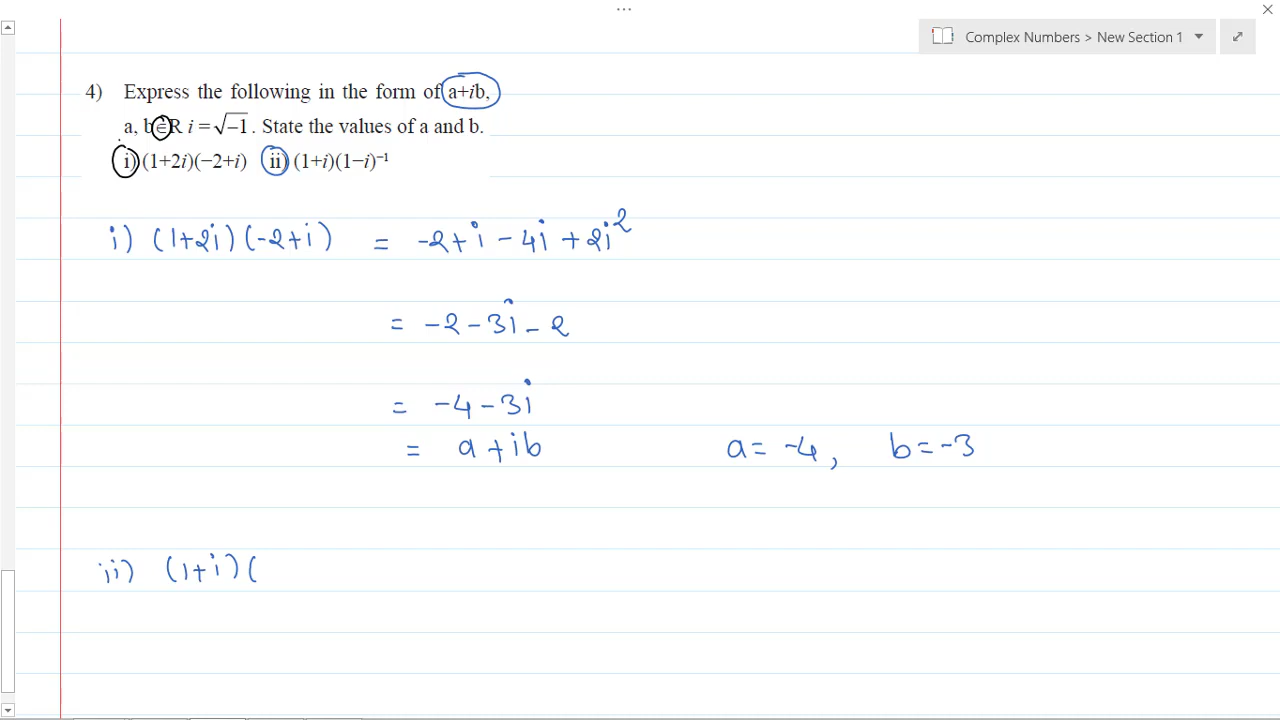 Complex Numbers > New Section 1
4) Express the following in the form of a+ib,
a, b∈R i = √−1. State the values of a and b.
i) (1+2i)(−2+i) ii) (1+i)(1−i)⁻¹
i) (1+2i)(-2+i) = -2+i - 4i + 2i²
= -2 - 3i - 2
= -4 - 3i
= a + ib a = -4, b = -3
ii) (1+i)(